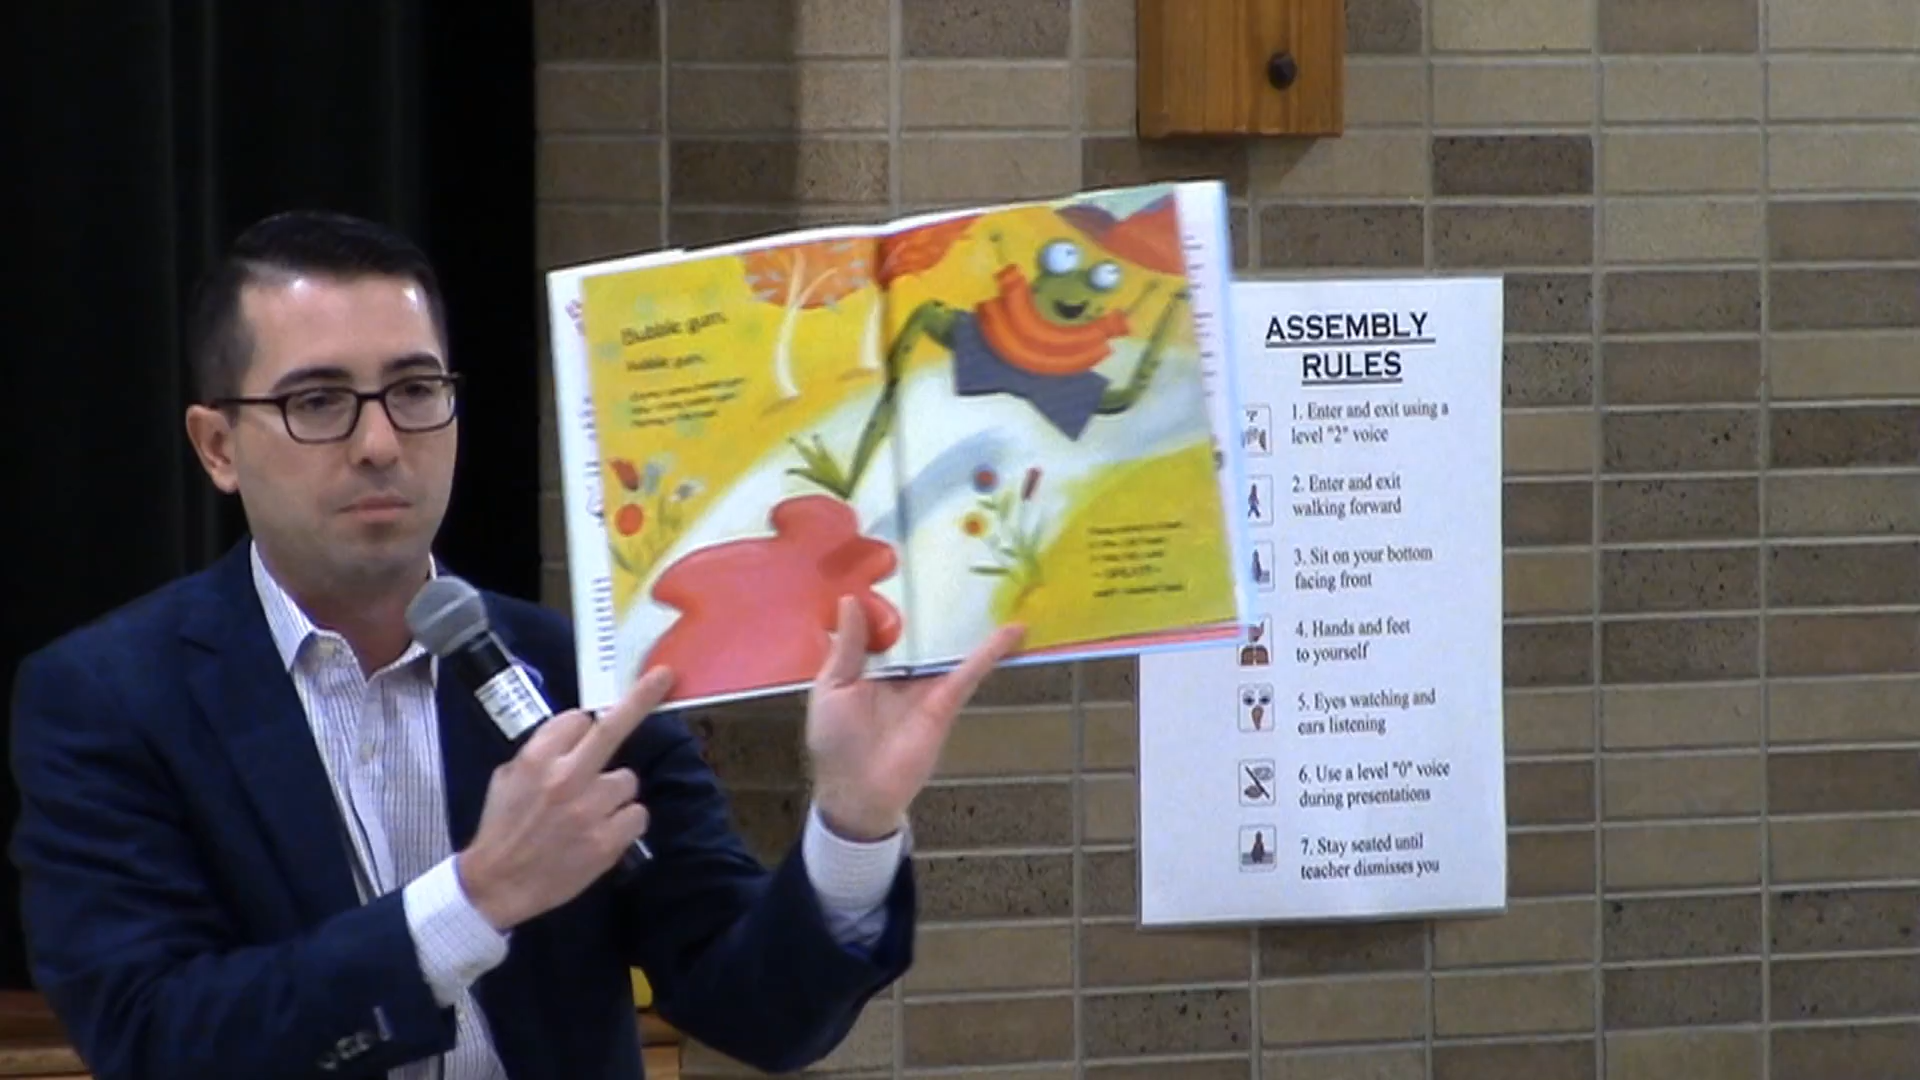 Bubble gum.
Bubble gum.
ASSEMBLY
RULES
1. Enter and exit using a
level "2" voice
2. Enter and exit
walking forward
3. Sit on your bottom
facing front
4. Hands and feet
to yourself
5. Eyes watching and
ears listening
6. Use a level "0" voice
during presentations
7. Stay seated until
teacher dismisses you